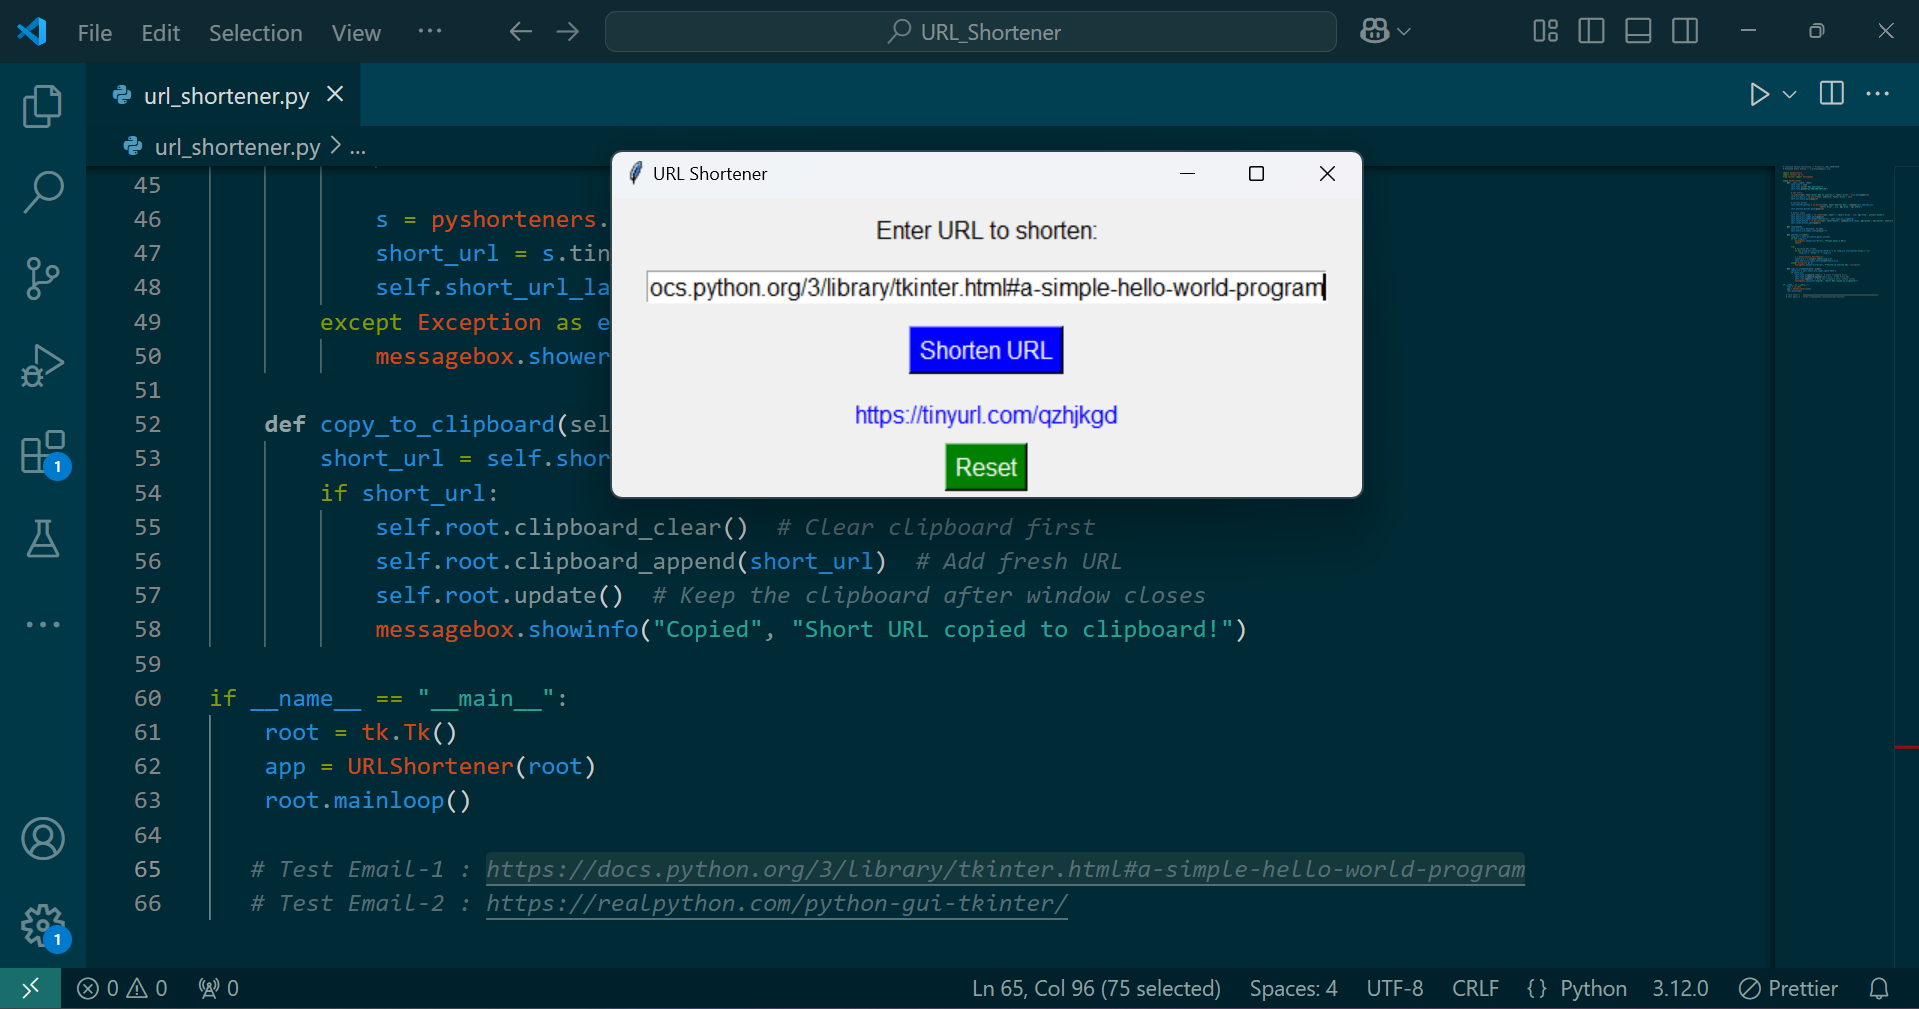 File Edit Selection View ··· URL_Shortener
url_shortener.py
url_shortener.py > ...
URL Shortener
Enter URL to shorten:
ocs.python.org/3/library/tkinter.html#a-simple-hello-world-program
Shorten URL
https://tinyurl.com/qzhjkgd
Reset
45
46 s = pyshorteners.
47 short_url = s.tin
48 self.short_url_la
49 except Exception as e
50 messagebox.shower
51
52 def copy_to_clipboard(sel
53 short_url = self.shor
54 if short_url:
55 self.root.clipboard_clear() # Clear clipboard first
56 self.root.clipboard_append(short_url) # Add fresh URL
57 self.root.update() # Keep the clipboard after window closes
58 messagebox.showinfo("Copied", "Short URL copied to clipboard!")
59
60 if __name__ == "__main__":
61 root = tk.Tk()
62 app = URLShortener(root)
63 root.mainloop()
64
65 # Test Email-1 : https://docs.python.org/3/library/tkinter.html#a-simple-hello-world-program
66 # Test Email-2 : https://realpython.com/python-gui-tkinter/
1
1
0 0 0 Ln 65, Col 96 (75 selected) Spaces: 4 UTF-8 CRLF {} Python 3.12.0 Prettier